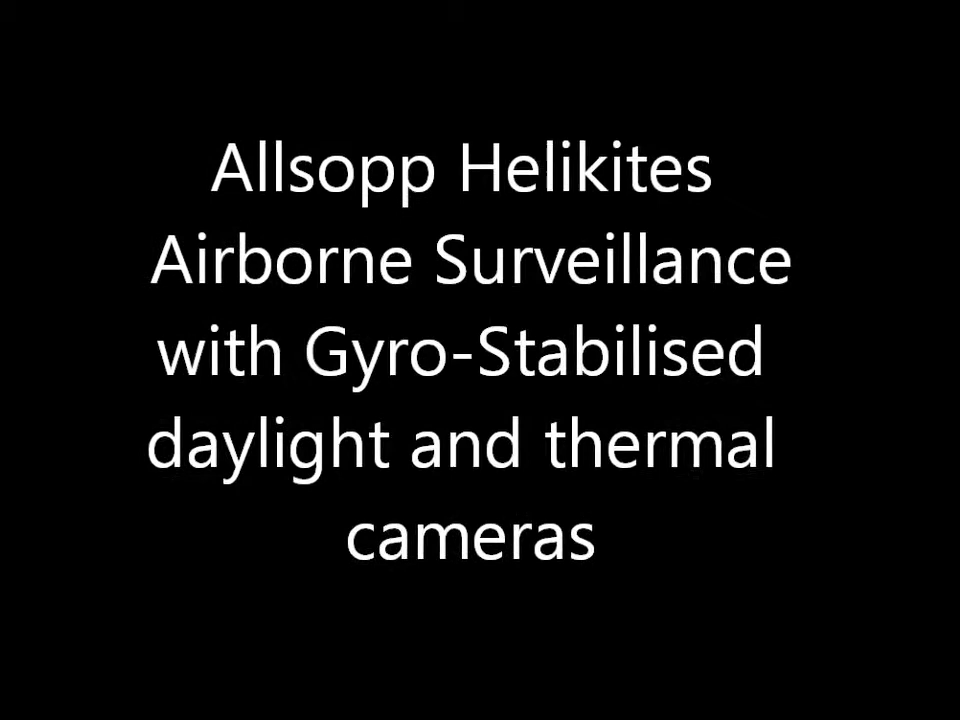 Allsopp Helikites
Airborne Surveillance
with Gyro-Stabilised
daylight and thermal
cameras